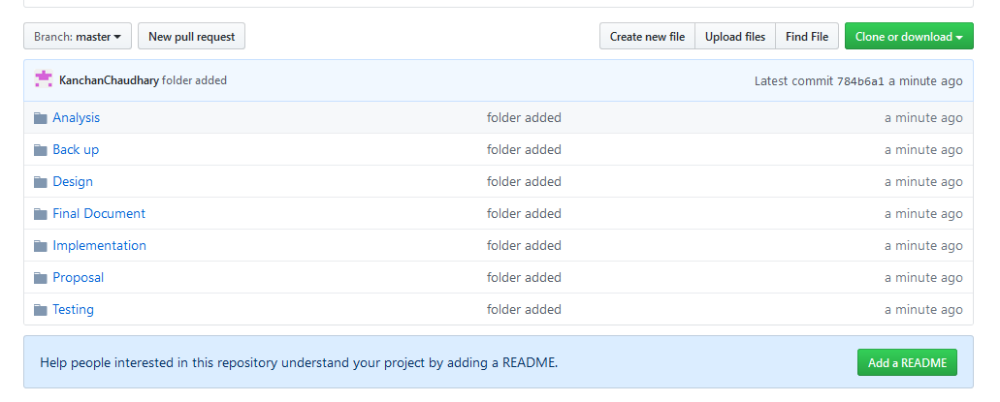 Branch: master New pull request Create new file Upload files Find File Clone or download
KanchanChaudhary folder added Latest commit 784b6a1 a minute ago
Analysis folder added a minute ago
Back up folder added a minute ago
Design folder added a minute ago
Final Document folder added a minute ago
Implementation folder added a minute ago
Proposal folder added a minute ago
Testing folder added a minute ago
Help people interested in this repository understand your project by adding a README. Add a README